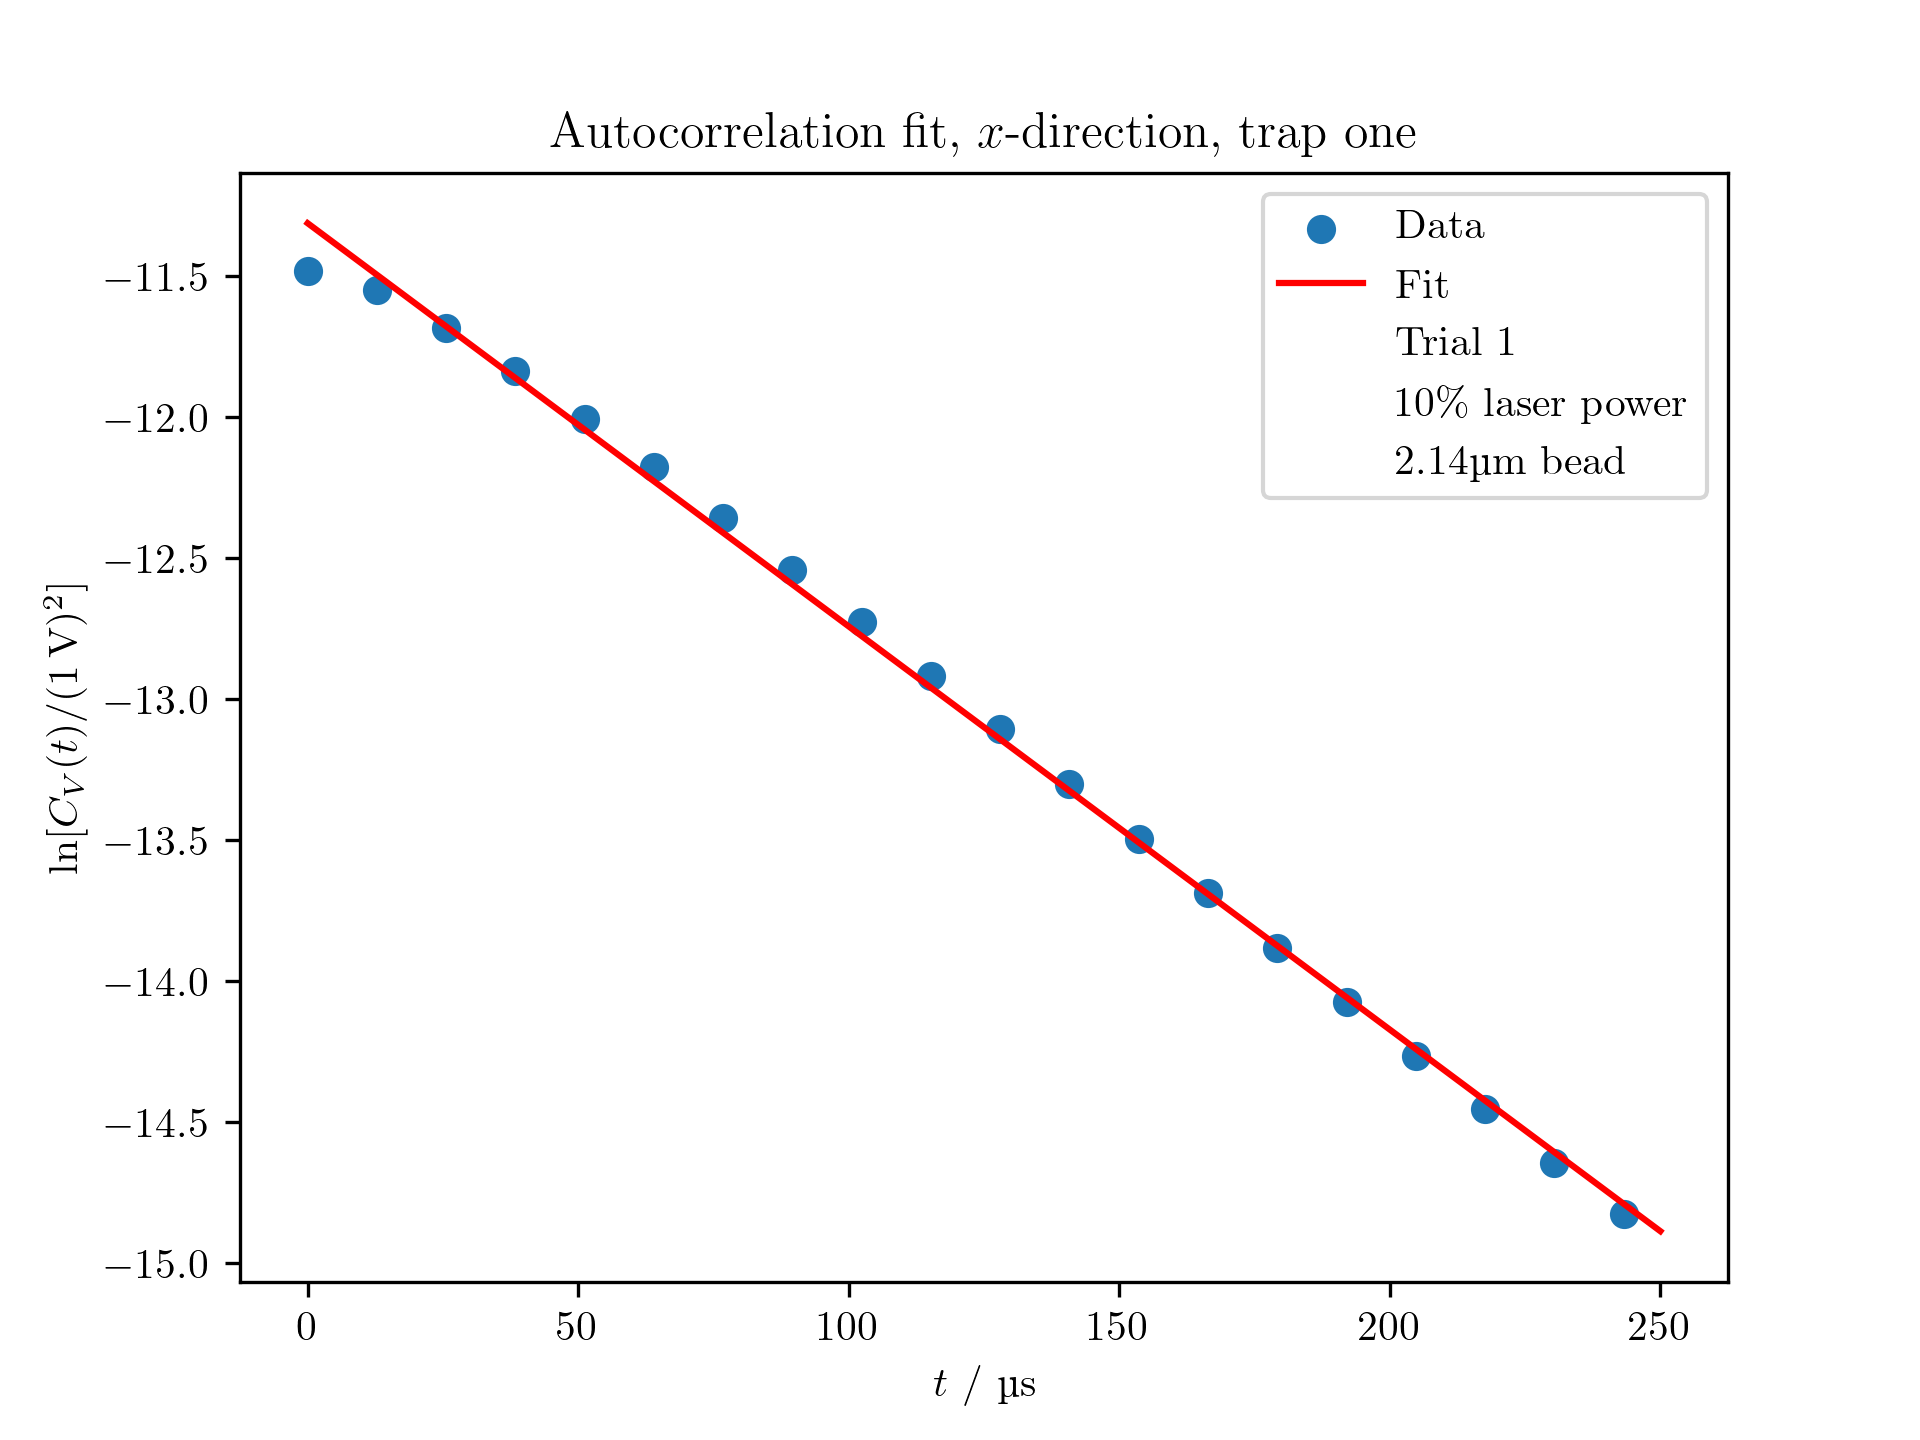 Autocorrelation fit, x-direction, trap one
Data
Fit
Trial 1
10% laser power
2.14µm bead
ln[C_V(t)/(1 V)²]
−11.5
−12.0
−12.5
−13.0
−13.5
−14.0
−14.5
−15.0
0 50 100 150 200 250
t / µs